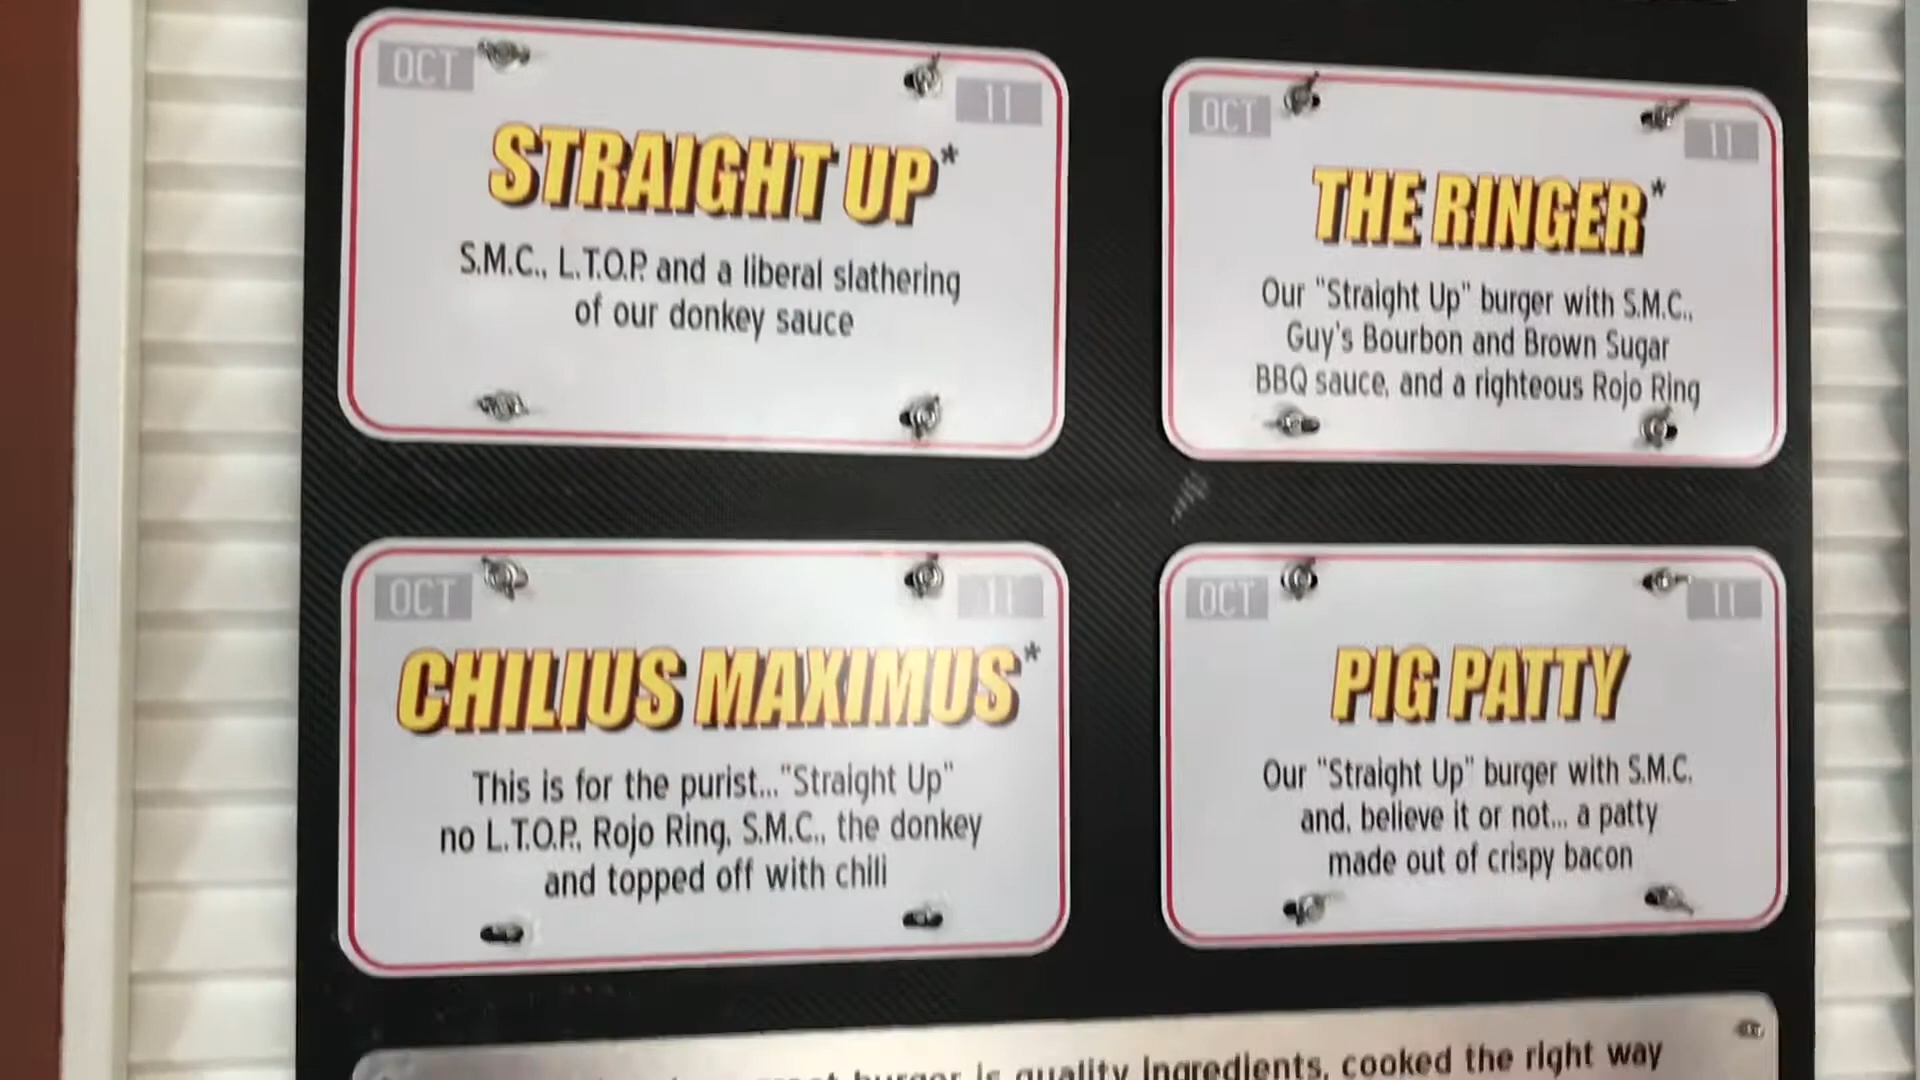 OCT
11
STRAIGHT UP*
S.M.C., L.T.O.P. and a liberal slathering
of our donkey sauce
OCT
11
THE RINGER*
Our "Straight Up" burger with S.M.C.,
Guy's Bourbon and Brown Sugar
BBQ sauce, and a righteous Rojo Ring
OCT
11
CHILIUS MAXIMUS*
This is for the purist... "Straight Up"
no L.T.O.P., Rojo Ring, S.M.C., the donkey
and topped off with chili
OCT
11
PIG PATTY
Our "Straight Up" burger with S.M.C.
and, believe it or not... a patty
made out of crispy bacon
burger is quality ingredients, cooked the right way